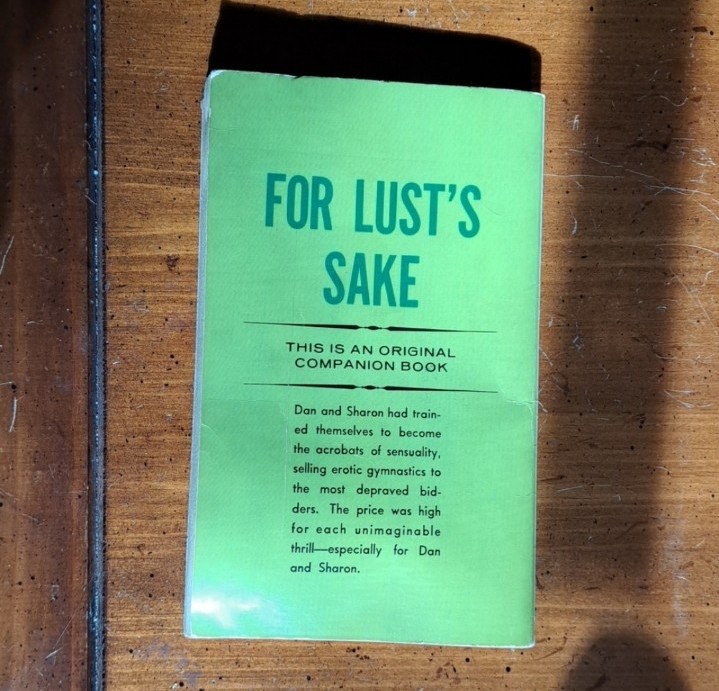 FOR LUST'S
SAKE
THIS IS AN ORIGINAL
COMPANION BOOK
Dan and Sharon had train-
ed themselves to become
the acrobats of sensuality,
selling erotic gymnastics to
the most depraved bid-
ders. The price was high
for each unimaginable
thrill—especially for Dan
and Sharon.